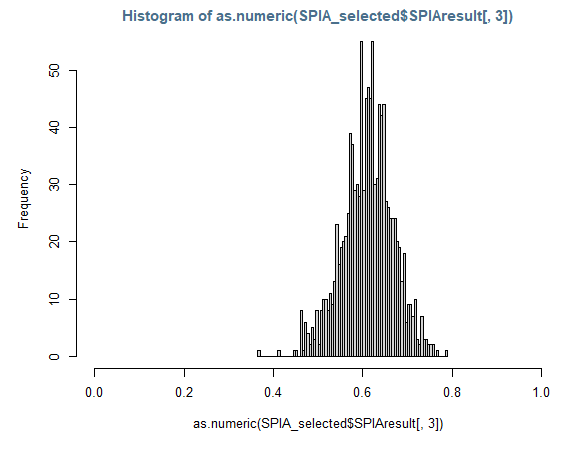 Histogram of as.numeric(SPIA_selected$SPIAresult[, 3])
Frequency
50
40
30
20
10
0
0.0 0.2 0.4 0.6 0.8 1.0
as.numeric(SPIA_selected$SPIAresult[, 3])